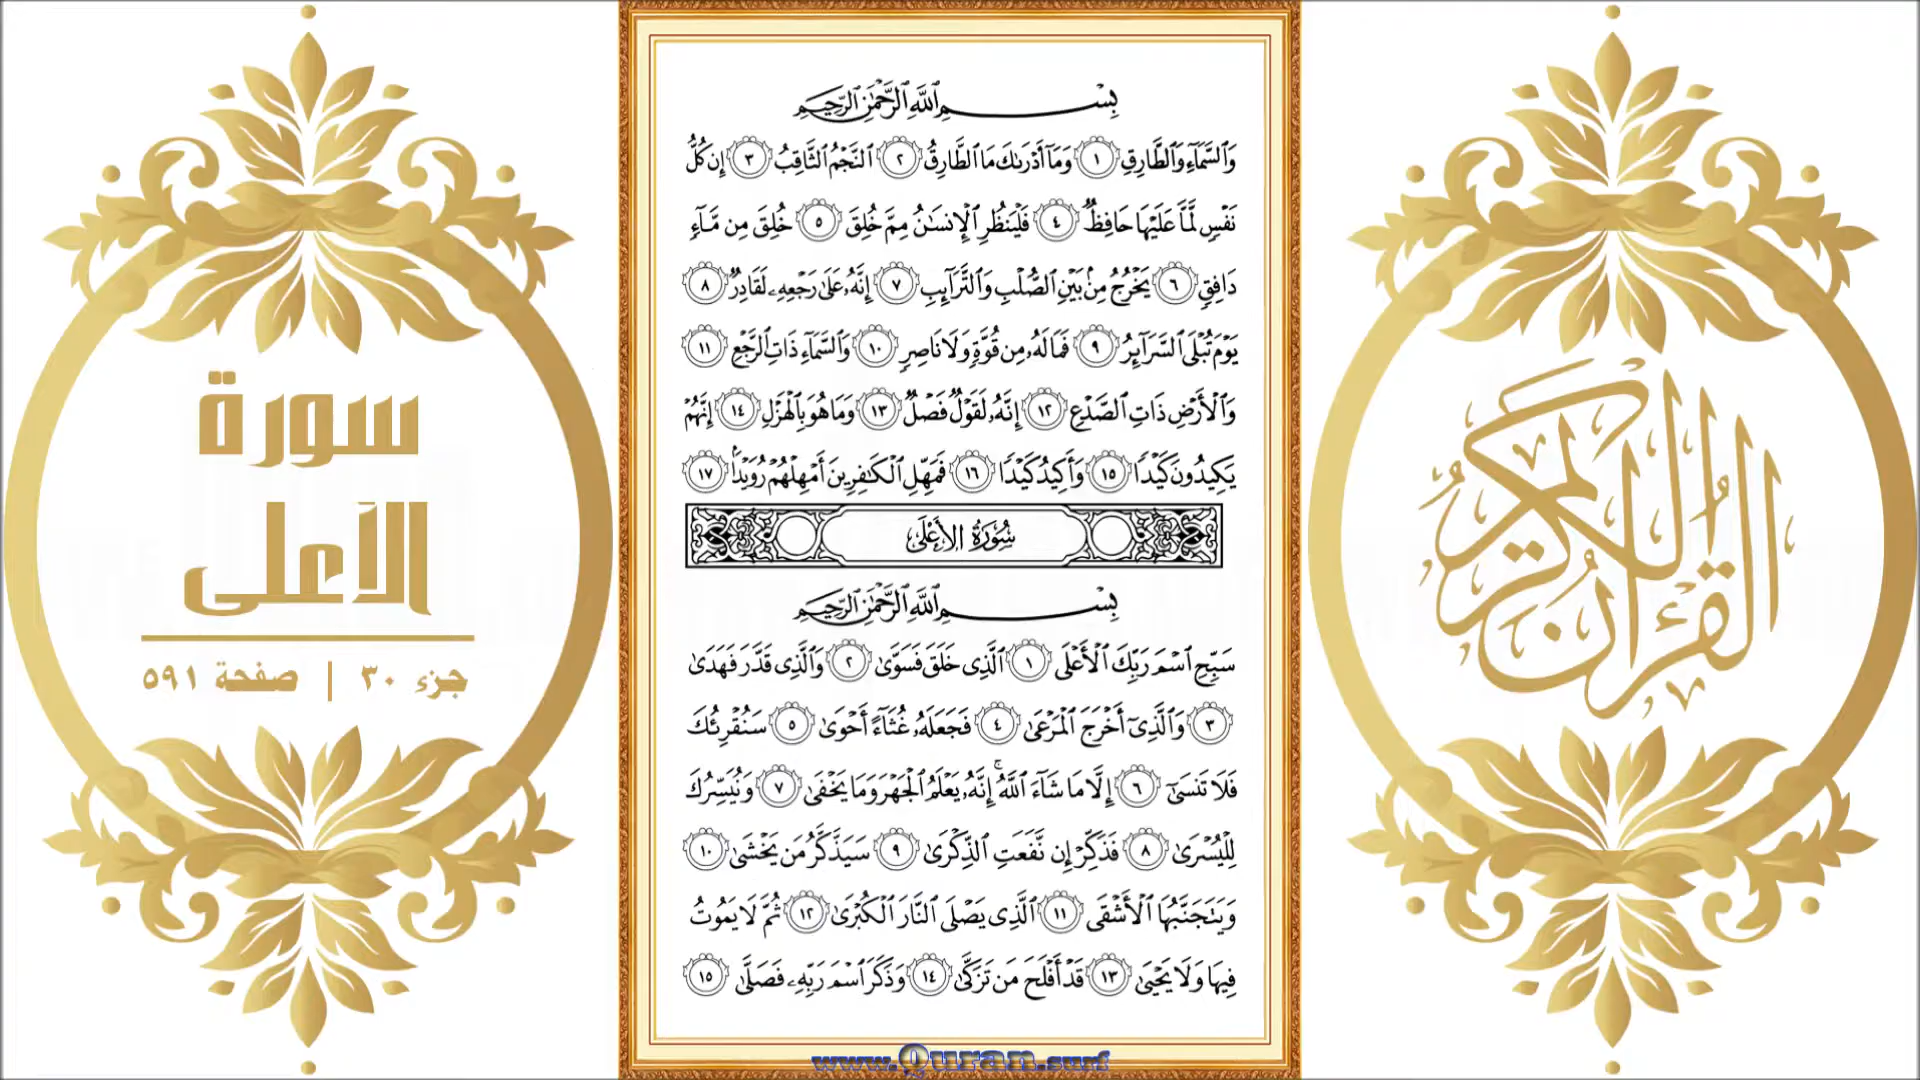 بِسْمِ ٱللَّهِ ٱلرَّحْمَٰنِ ٱلرَّحِيمِ
وَٱلسَّمَآءِ وَٱلطَّارِقِ ١ وَمَآ أَدْرَىٰكَ مَا ٱلطَّارِقُ ٢ ٱلنَّجْمُ ٱلثَّاقِبُ ٣ إِن كُلُّ
نَفْسٍ لَّمَّا عَلَيْهَا حَافِظٌ ٤ فَلْيَنظُرِ ٱلْإِنسَٰنُ مِمَّ خُلِقَ ٥ خُلِقَ مِن مَّآءٍ
دَافِقٍ ٦ يَخْرُجُ مِنۢ بَيْنِ ٱلصُّلْبِ وَٱلتَّرَآئِبِ ٧ إِنَّهُۥ عَلَىٰ رَجْعِهِۦ لَقَادِرٌ ٨
يَوْمَ تُبْلَى ٱلسَّرَآئِرُ ٩ فَمَا لَهُۥ مِن قُوَّةٍ وَلَا نَاصِرٍ ١٠ وَٱلسَّمَآءِ ذَاتِ ٱلرَّجْعِ ١١
وَٱلْأَرْضِ ذَاتِ ٱلصَّدْعِ ١٢ إِنَّهُۥ لَقَوْلٌ فَصْلٌ ١٣ وَمَا هُوَ بِٱلْهَزْلِ ١٤ إِنَّهُمْ
يَكِيدُونَ كَيْدًا ١٥ وَأَكِيدُ كَيْدًا ١٦ فَمَهِّلِ ٱلْكَٰفِرِينَ أَمْهِلْهُمْ رُوَيْدًۢا ١٧
سُورَةُ الأَعْلَى
بِسْمِ ٱللَّهِ ٱلرَّحْمَٰنِ ٱلرَّحِيمِ
سَبِّحِ ٱسْمَ رَبِّكَ ٱلْأَعْلَى ١ ٱلَّذِى خَلَقَ فَسَوَّىٰ ٢ وَٱلَّذِى قَدَّرَ فَهَدَىٰ
٣ وَٱلَّذِىٓ أَخْرَجَ ٱلْمَرْعَىٰ ٤ فَجَعَلَهُۥ غُثَآءً أَحْوَىٰ ٥ سَنُقْرِئُكَ
فَلَا تَنسَىٰٓ ٦ إِلَّا مَا شَآءَ ٱللَّهُ ۚ إِنَّهُۥ يَعْلَمُ ٱلْجَهْرَ وَمَا يَخْفَىٰ ٧ وَنُيَسِّرُكَ
لِلْيُسْرَىٰ ٨ فَذَكِّرْ إِن نَّفَعَتِ ٱلذِّكْرَىٰ ٩ سَيَذَّكَّرُ مَن يَخْشَىٰ ١٠
وَيَتَجَنَّبُهَا ٱلْأَشْقَى ١١ ٱلَّذِى يَصْلَى ٱلنَّارَ ٱلْكُبْرَىٰ ١٢ ثُمَّ لَا يَمُوتُ
فِيهَا وَلَا يَحْيَىٰ ١٣ قَدْ أَفْلَحَ مَن تَزَكَّىٰ ١٤ وَذَكَرَ ٱسْمَ رَبِّهِۦ فَصَلَّىٰ ١٥
القرآن الكريم
سورة
الأعلى
جزء ٣٠ | صفحة ٥٩١
www.Quran.surf